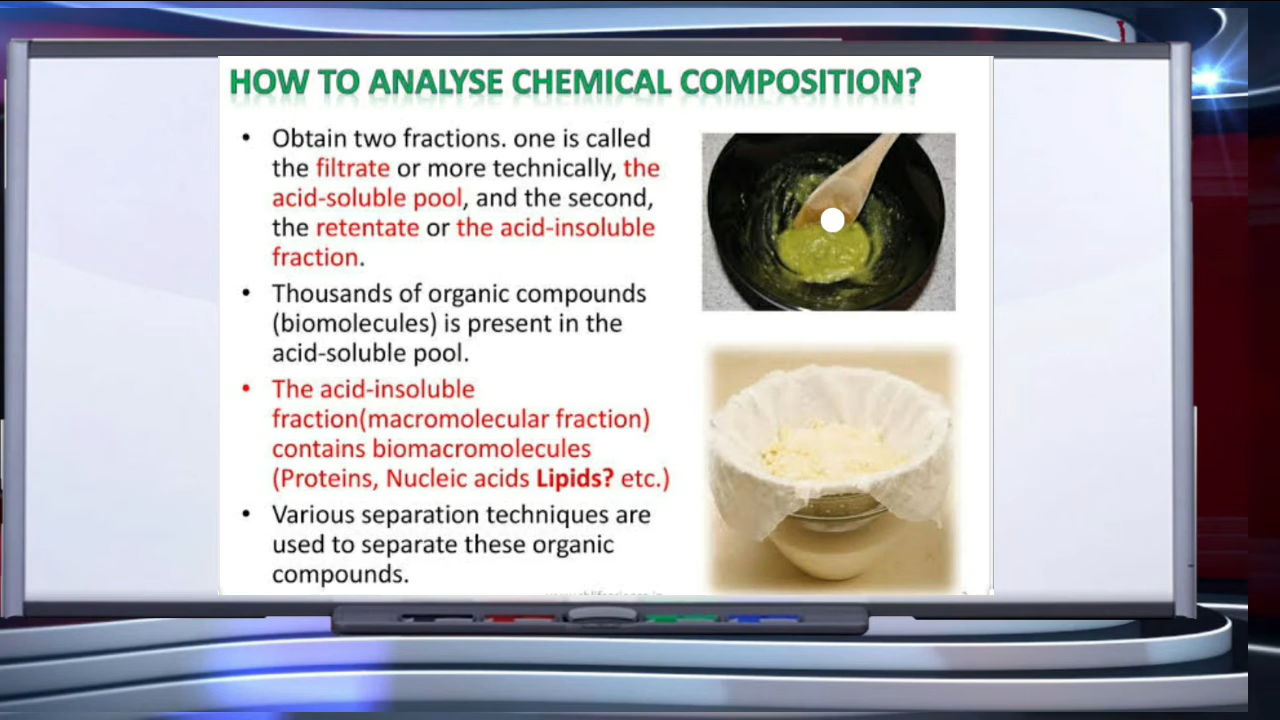 HOW TO ANALYSE CHEMICAL COMPOSITION?
• Obtain two fractions. one is called
the filtrate or more technically, the
acid-soluble pool, and the second,
the retentate or the acid-insoluble
fraction.
• Thousands of organic compounds
(biomolecules) is present in the
acid-soluble pool.
• The acid-insoluble
fraction(macromolecular fraction)
contains biomacromolecules
(Proteins, Nucleic acids Lipids? etc.)
• Various separation techniques are
used to separate these organic
compounds.